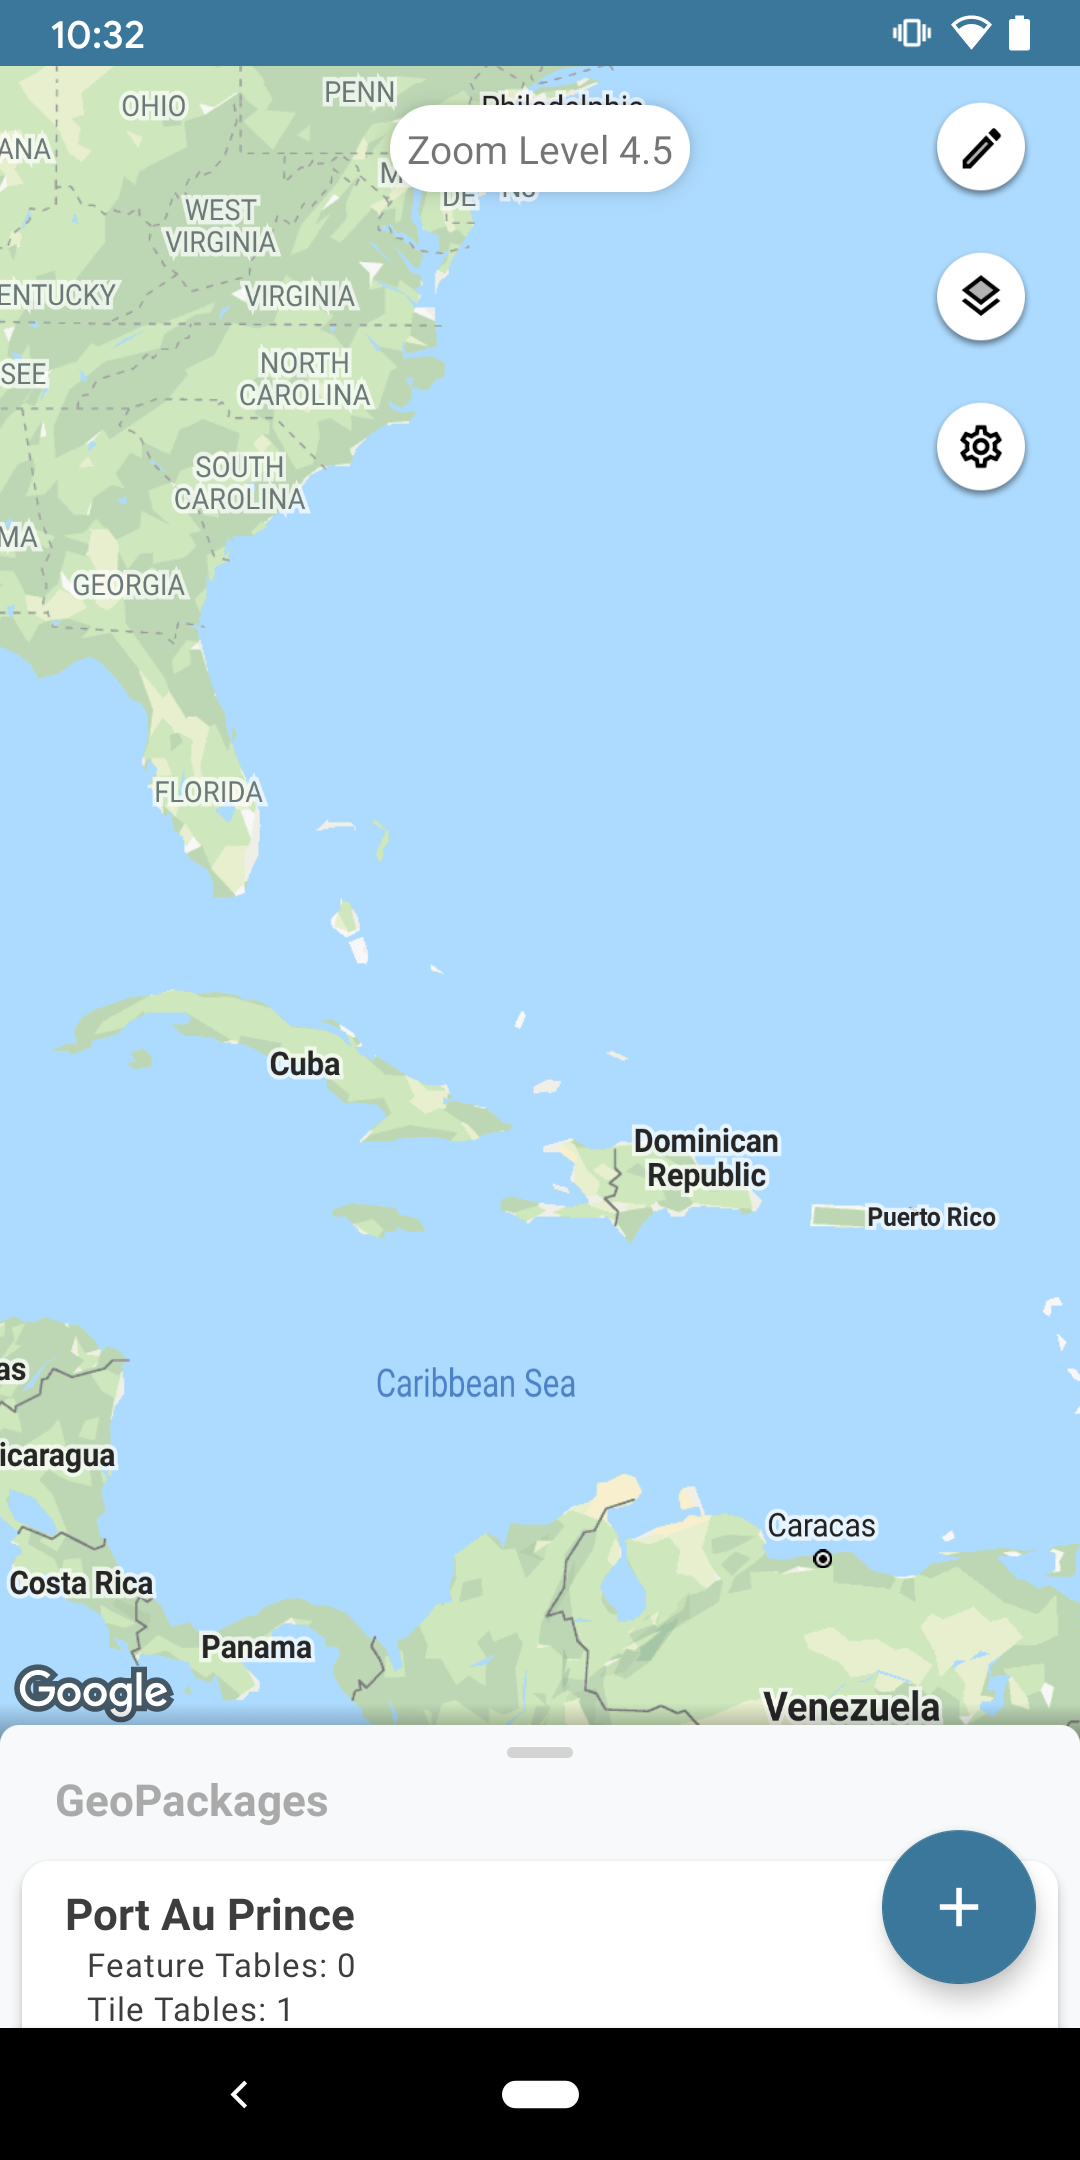 10:32
OHIO
PENN
Philadelphia
ANA
Zoom Level 4.5
DE
NJ
WEST
VIRGINIA
ENTUCKY
VIRGINIA
SEE
NORTH
CAROLINA
SOUTH
CAROLINA
MA
GEORGIA
FLORIDA
Cuba
Dominican
Republic
Puerto Rico
as
Caribbean Sea
icaragua
Caracas
Costa Rica
Panama
Google
Venezuela
GeoPackages
Port Au Prince
Feature Tables: 0
Tile Tables: 1